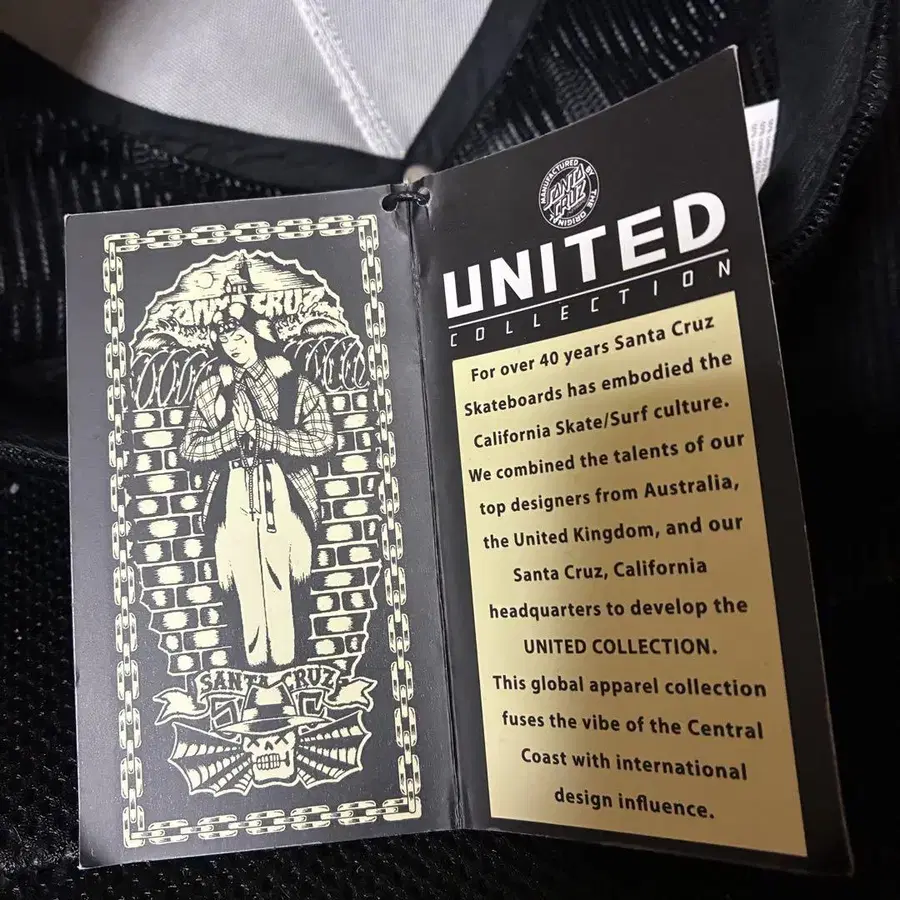 SANTA CRUZ
SANTA CRUZ
SC
MANUFACTURED BY THE ORIGINAL
SANTA CRUZ
UNITED
COLLECTION
For over 40 years Santa Cruz
Skateboards has embodied the
California Skate/Surf culture.
We combined the talents of our
top designers from Australia,
the United Kingdom, and our
Santa Cruz, California
headquarters to develop the
UNITED COLLECTION.
This global apparel collection
fuses the vibe of the Central
Coast with international
design influence.